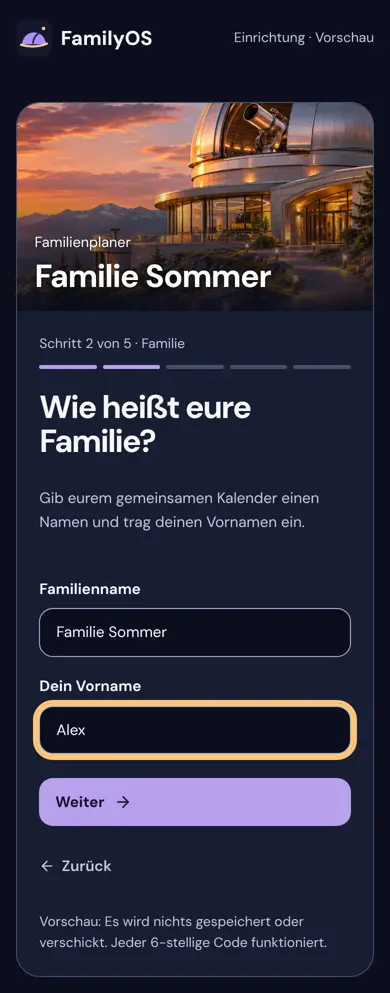 FamilyOS
Einrichtung · Vorschau
Familienplaner
Familie Sommer
Schritt 2 von 5 · Familie
Wie heißt eure
Familie?
Gib eurem gemeinsamen Kalender einen
Namen und trag deinen Vornamen ein.
Familienname
Familie Sommer
Dein Vorname
Alex
Weiter →
← Zurück
Vorschau: Es wird nichts gespeichert oder
verschickt. Jeder 6-stellige Code funktioniert.